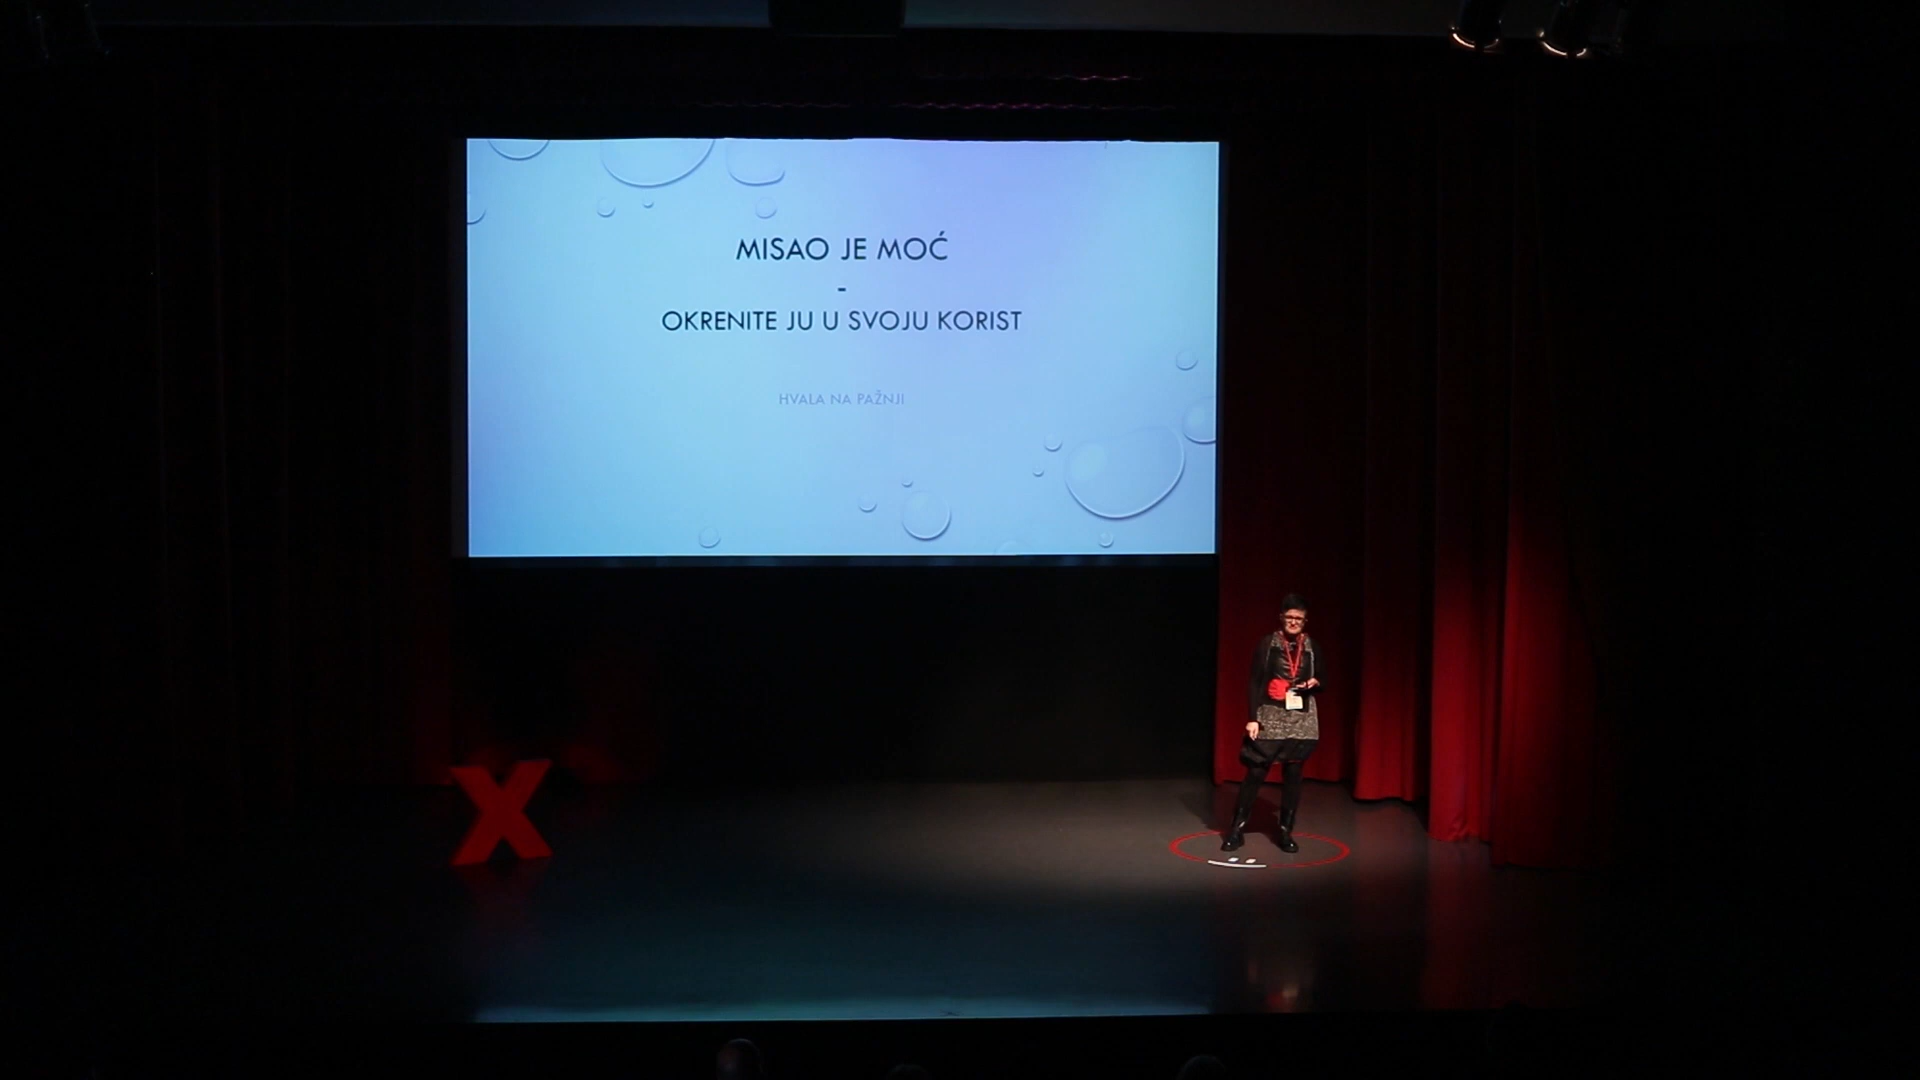 MISAO JE MOĆ
-
OKRENITE JU U SVOJU KORIST
HVALA NA PAŽNJI
X